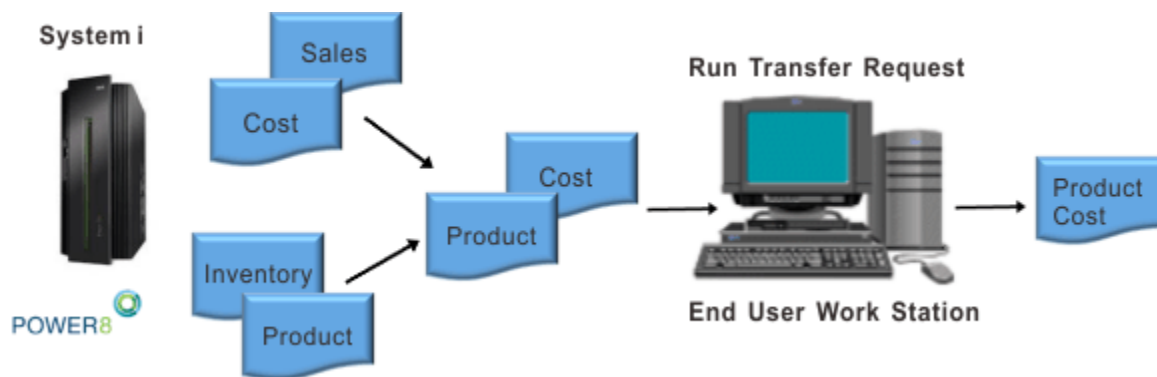 System i
POWER8
Sales
Cost
Inventory
Product
Cost
Product
Run Transfer Request
End User Work Station
Product
Cost